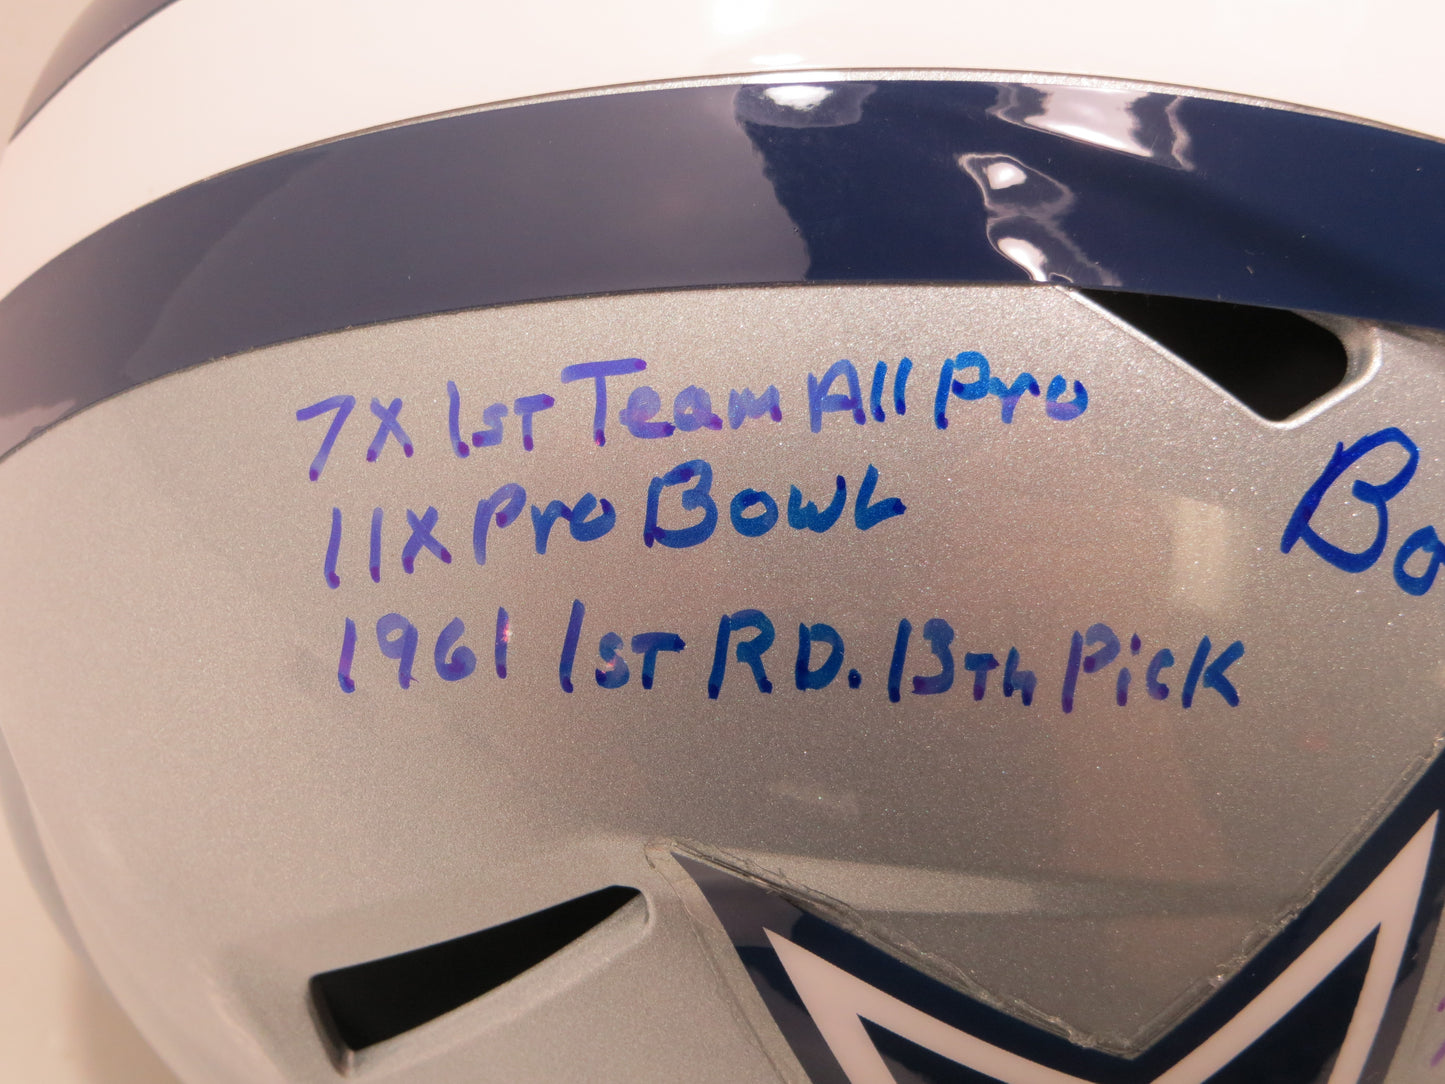 7X 1ST Team All Pro
11X Pro Bowl
1961 1ST RD. 13Th Pick
Bo